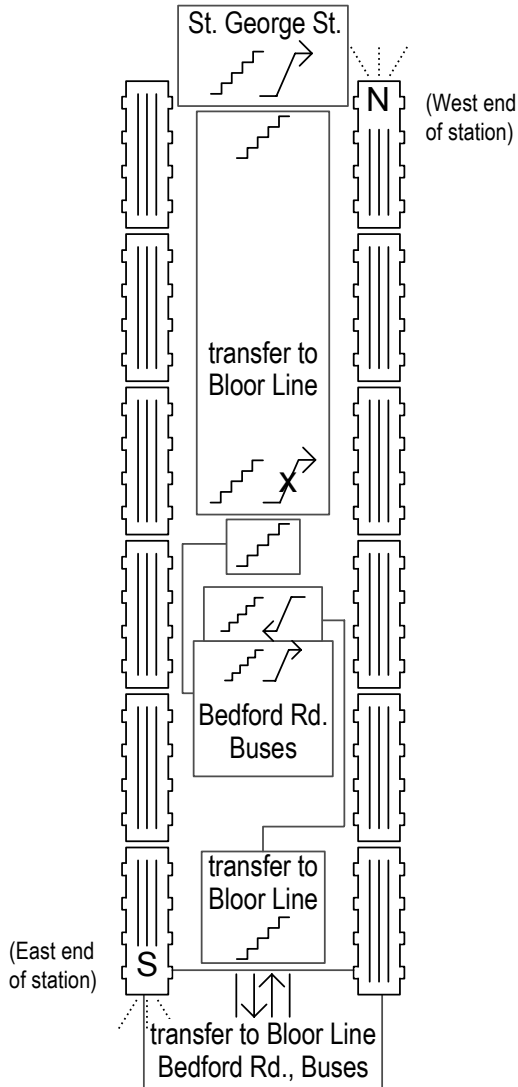 St. George St.
N
(West end
of station)
transfer to
Bloor Line
x
Bedford Rd.
Buses
transfer to
Bloor Line
(East end
of station)
S
transfer to Bloor Line
Bedford Rd., Buses